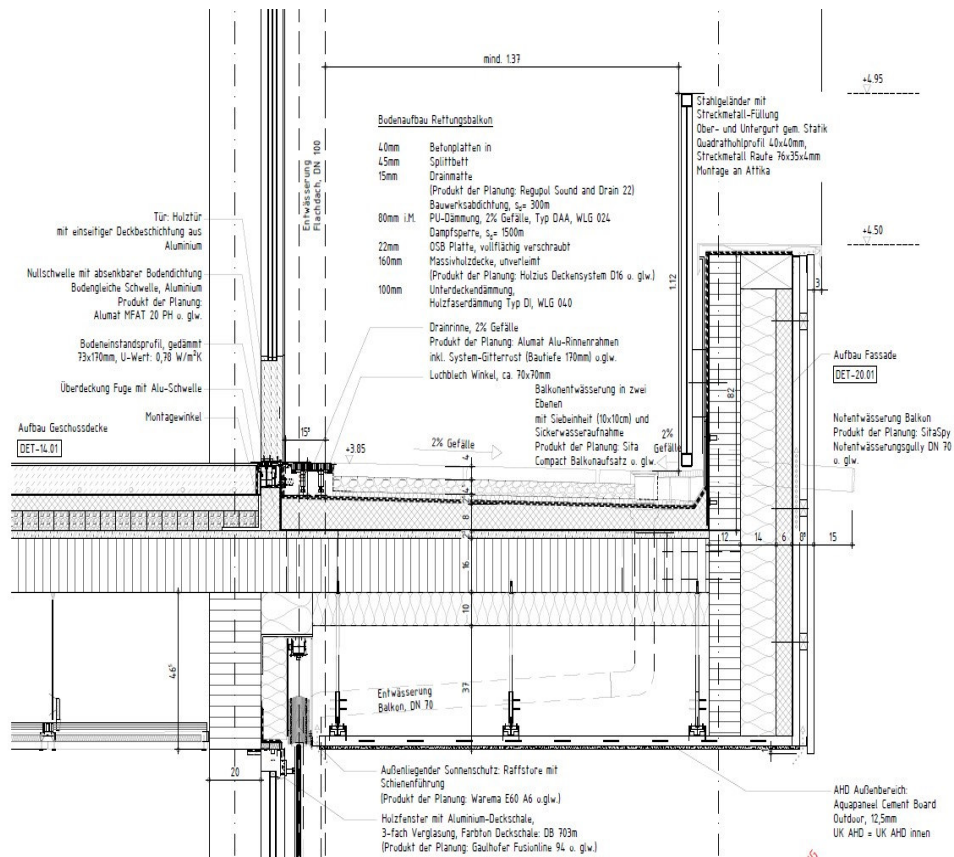 mind. 1.37
+4.95
Stahlgeländer mit
Streckmetall-Füllung
Ober- und Untergurt gem. Statik
Quadrathohlprofil 40x40mm,
Streckmetall Raute 76x35x4mm
Montage an Attika
Bodenaufbau Rettungsbalkon
40mm Betonplatten in
45mm Splittbett
15mm Drainmatte
(Produkt der Planung: Regupol Sound and Drain 22)
Bauwerksabdichtung, sd= 300m
80mm i.M. PU-Dämmung, 2% Gefälle, Typ DAA, WLG 024
Dampfsperre, sd= 1500m
22mm OSB Platte, vollflächig verschraubt
160mm Massivholzdecke, unverleimt
(Produkt der Planung: Holzius Deckensystem D16 o. glw.)
100mm Unterdeckendämmung,
Holzfaserdämmung Typ DI, WLG 040
Entwässerung
Flachdach, DN 100
Tür: Holztür
mit einseitiger Deckbeschichtung aus
Aluminium
Nullschwelle mit absenkbarer Bodendichtung
Bodengleiche Schwelle, Aluminium
Produkt der Planung:
Alumat MFAT 20 PH o. glw.
Bodeneinstandsprofil, gedämmt
73x170mm, U-Wert: 0,78 W/m²K
Überdeckung Fuge mit Alu-Schwelle
Montagewinkel
Aufbau Geschossdecke
DET-14.01
+4.50
1.12
3
Drainrinne, 2% Gefälle
Produkt der Planung: Alumat Alu-Rinnenrahmen
inkl. System-Gitterrost (Bautiefe 170mm) o.glw.
Lochblech Winkel, ca. 70x70mm
Balkonentwässerung in zwei
Ebenen
mit Siebeinheit (10x10cm) und
Sickerwasseraufnahme
Produkt der Planung: Sita
Compact Balkonaufsatz o. glw.
Aufbau Fassade
DET-20.01
82
Notentwässerung Balkon
Produkt der Planung: SitaSpy
Notentwässerungsgully DN 70
o. glw.
15⁵
+3.85
2% Gefälle
2%
Gefälle
4
4
8
16
10
37
12
14
6
8⁵
15
46⁵
20
Entwässerung
Balkon, DN 70
Außenliegender Sonnenschutz: Raffstore mit
Schienenführung
(Produkt der Planung: Warema E60 A6 o.glw.)
Holzfenster mit Aluminium-Deckschale,
3-fach Verglasung, Farbton Deckschale: DB 703m
(Produkt der Planung: Gaulhofer Fusionline 94 o. glw.)
AHD Außenbereich:
Aquapaneel Cement Board
Outdoor, 12,5mm
UK AHD = UK AHD innen